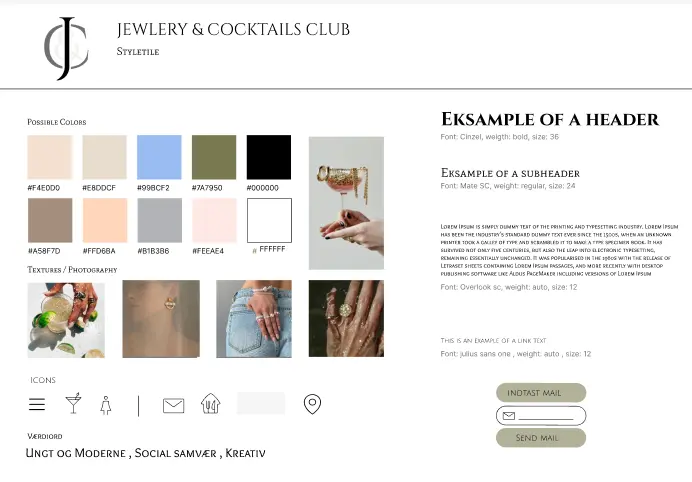 JEWLERY & COCKTAILS CLUB
Styletile
Possible Colors
#F4E0D0
#E8DDCF
#99BCF2
#7A7950
#000000
#A58F7D
#FFD6BA
#B1B3B6
#FEEAE4
# FFFFFF
Textures / Photography
ICONS
Værdiord
Ungt og Moderne , Social samvær , Kreativ
Eksample of a header
Font: Cinzel, weigth: bold, size: 36
Eksample of a subheader
Font: Mate SC, weight: regular, size: 24
Lorem Ipsum is simply dummy text of the printing and typesetting industry. Lorem Ipsum
has been the industry's standard dummy text ever since the 1500s, when an unknown
printer took a galley of type and scrambled it to make a type specimen book. It has
survived not only five centuries, but also the leap into electronic typesetting,
remaining essentially unchanged. It was popularised in the 1960s with the release of
Letraset sheets containing Lorem Ipsum passages, and more recently with desktop
publishing software like Aldus PageMaker including versions of Lorem Ipsum
Font: Overlook sc, weight: auto, size: 12
This is an example of a link text
Font: julius sans one , weight: auto , size: 12
indtast mail
Send mail